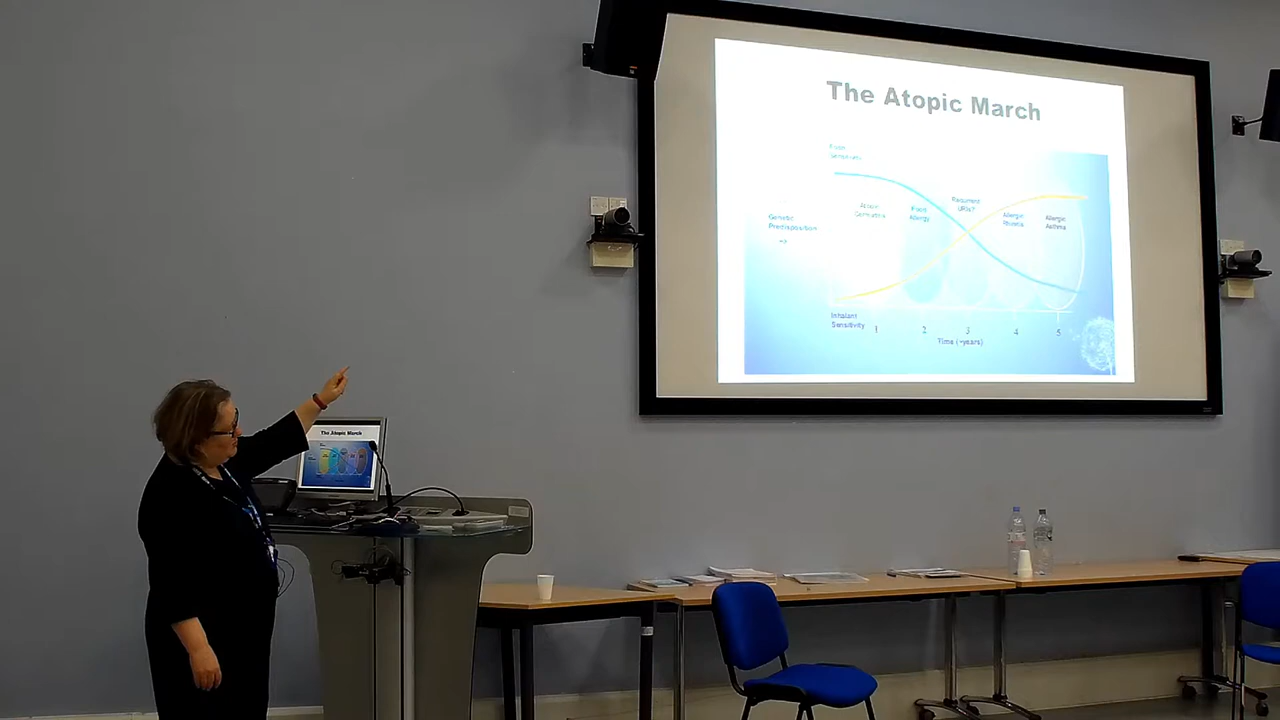 The Atopic March
Food
Sensitivity
Genetic
Predisposition
Atopic
Dermatitis
Food
Allergy
Recurrent
URIs?
Allergic
Rhinitis
Allergic
Asthma
Inhalant
Sensitivity
1 2 3 4 5
Time (~years)
The Atopic March